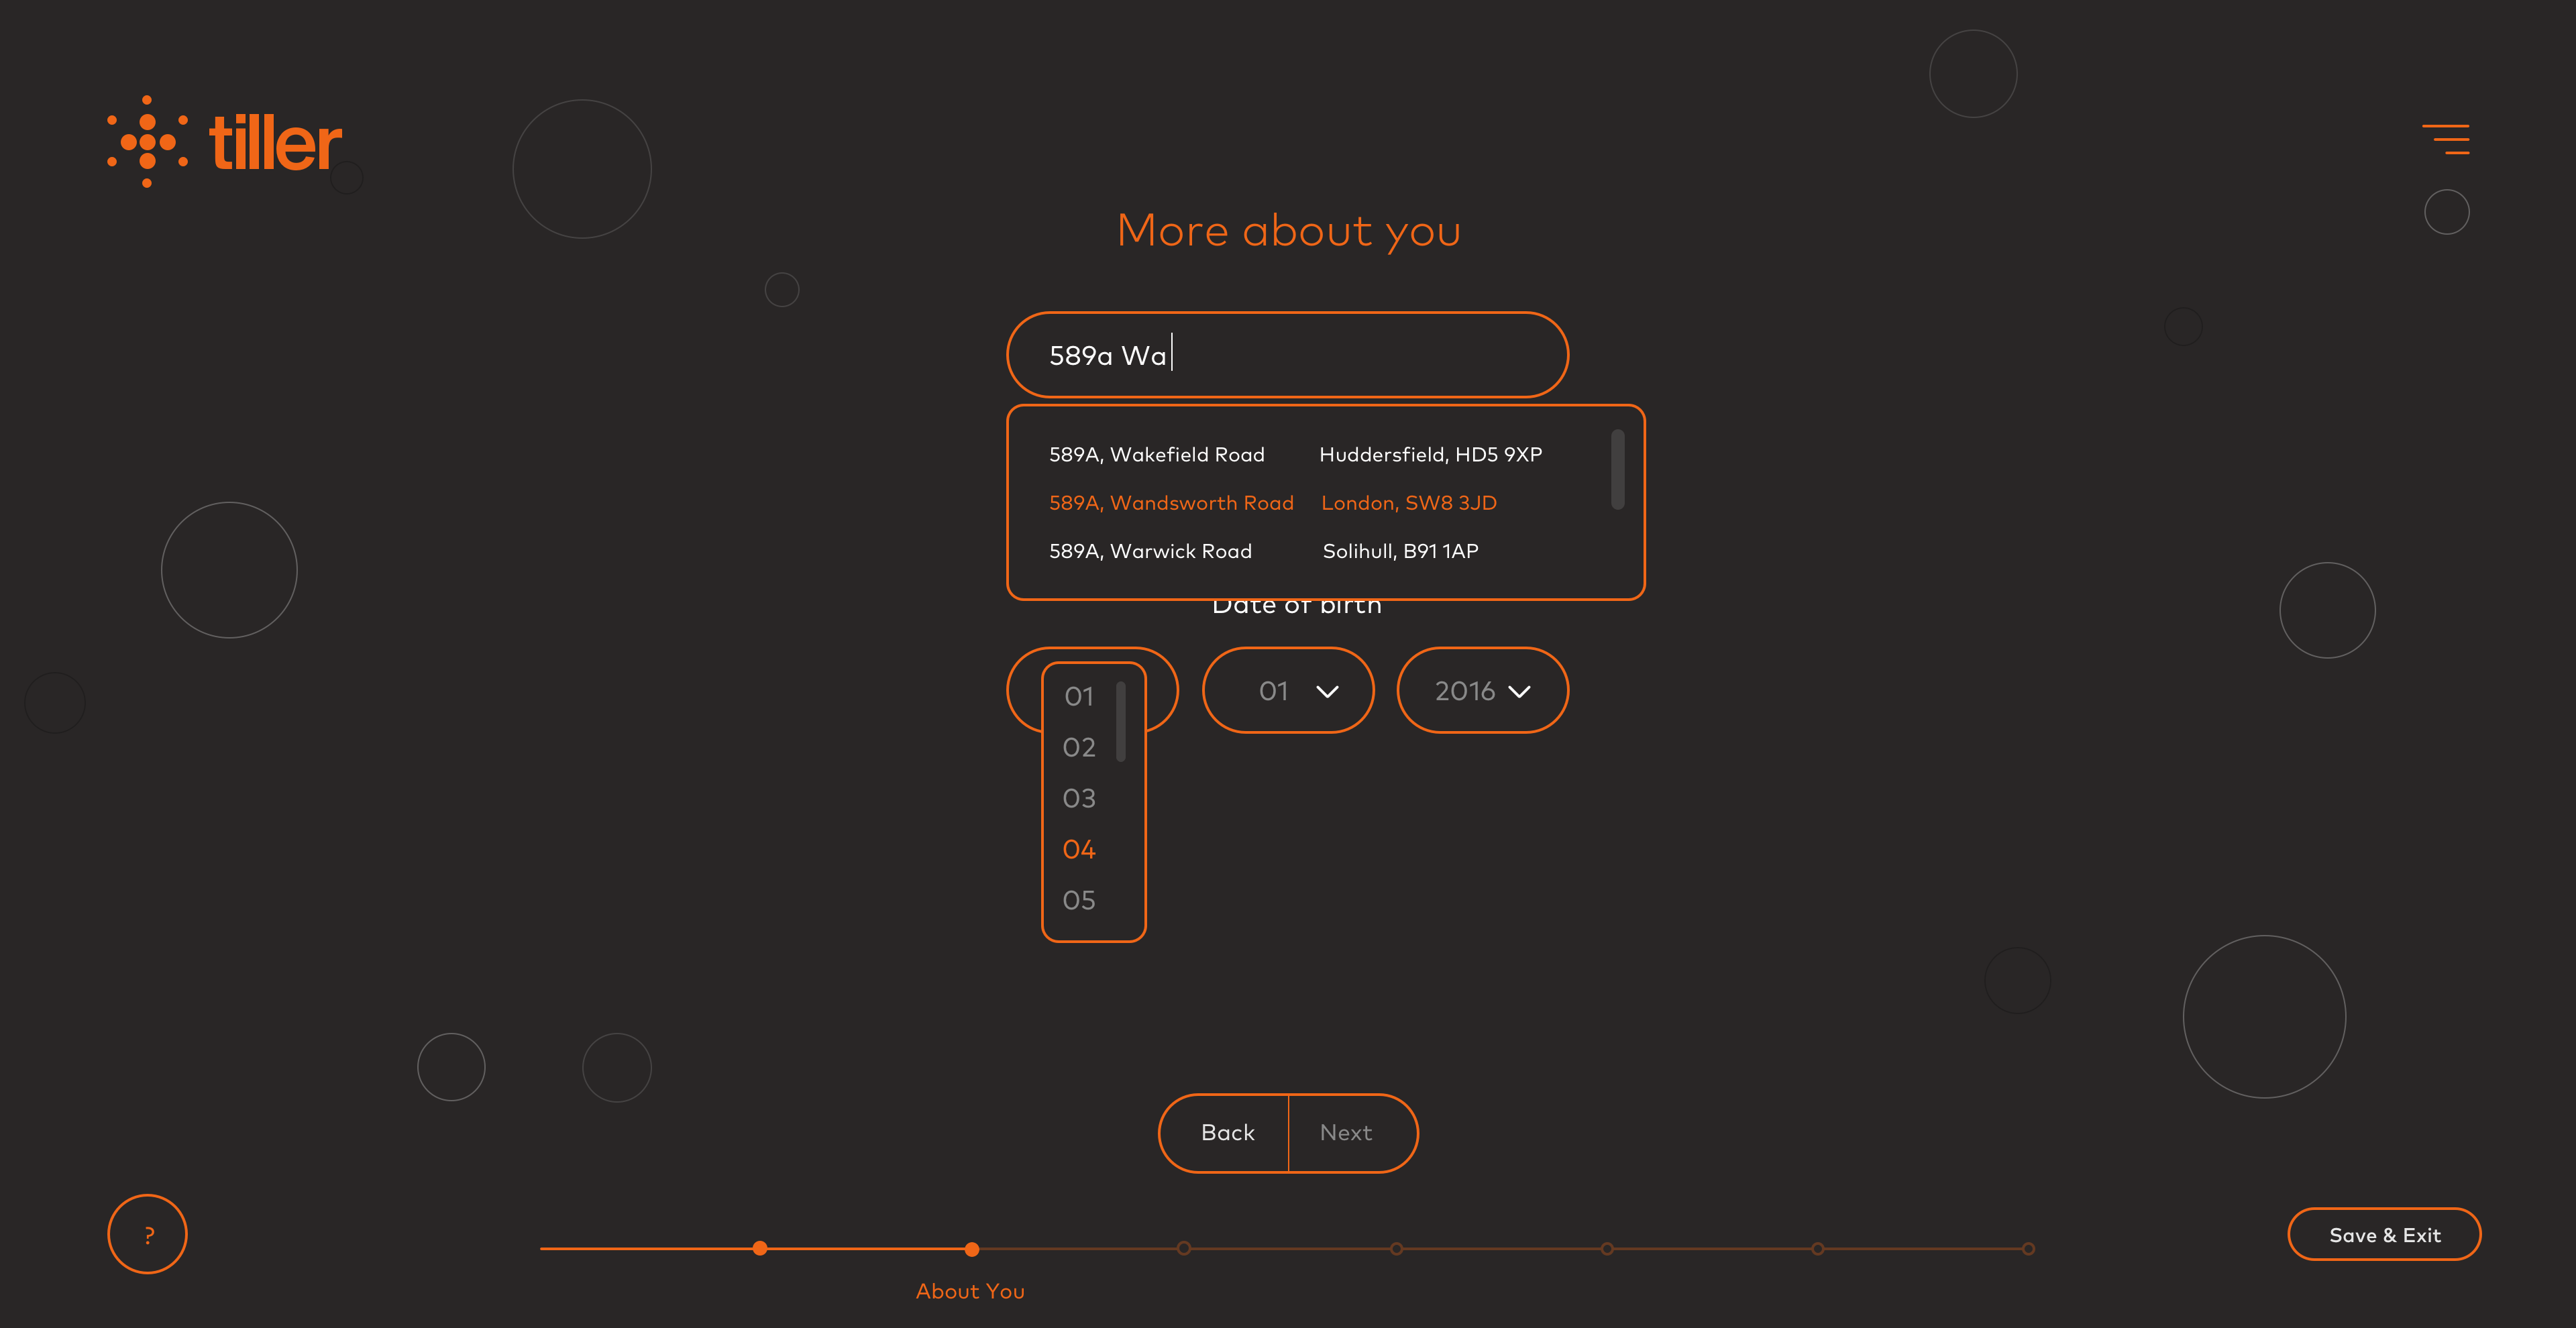 tiller
More about you
589a Wa
589A, Wakefield Road Huddersfield, HD5 9XP
589A, Wandsworth Road London, SW8 3JD
589A, Warwick Road Solihull, B91 1AP
Date of birth
01 2016
01
02
03
04
05
Back Next
?
Save & Exit
About You